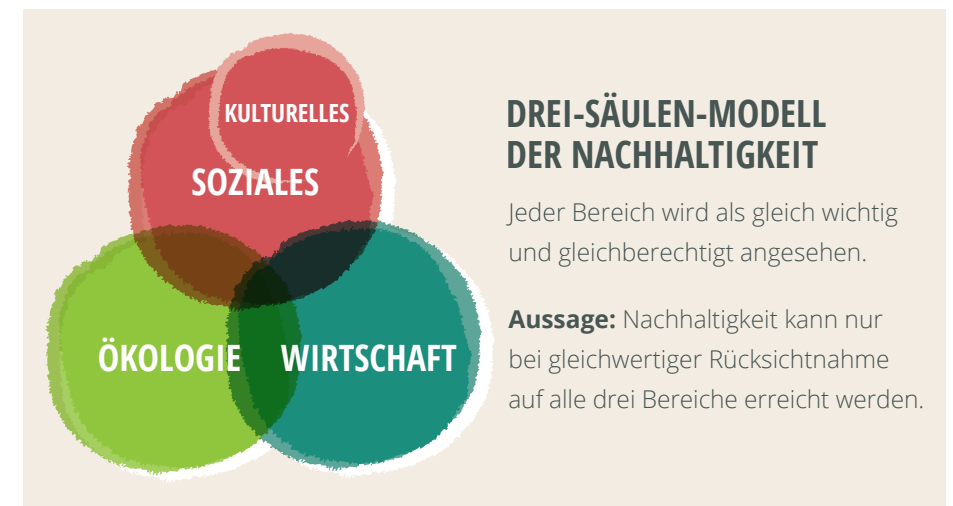 KULTURELLES
SOZIALES
ÖKOLOGIE
WIRTSCHAFT
DREI-SÄULEN-MODELL
DER NACHHALTIGKEIT
Jeder Bereich wird als gleich wichtig
und gleichberechtigt angesehen.
Aussage: Nachhaltigkeit kann nur
bei gleichwertiger Rücksichtnahme
auf alle drei Bereiche erreicht werden.